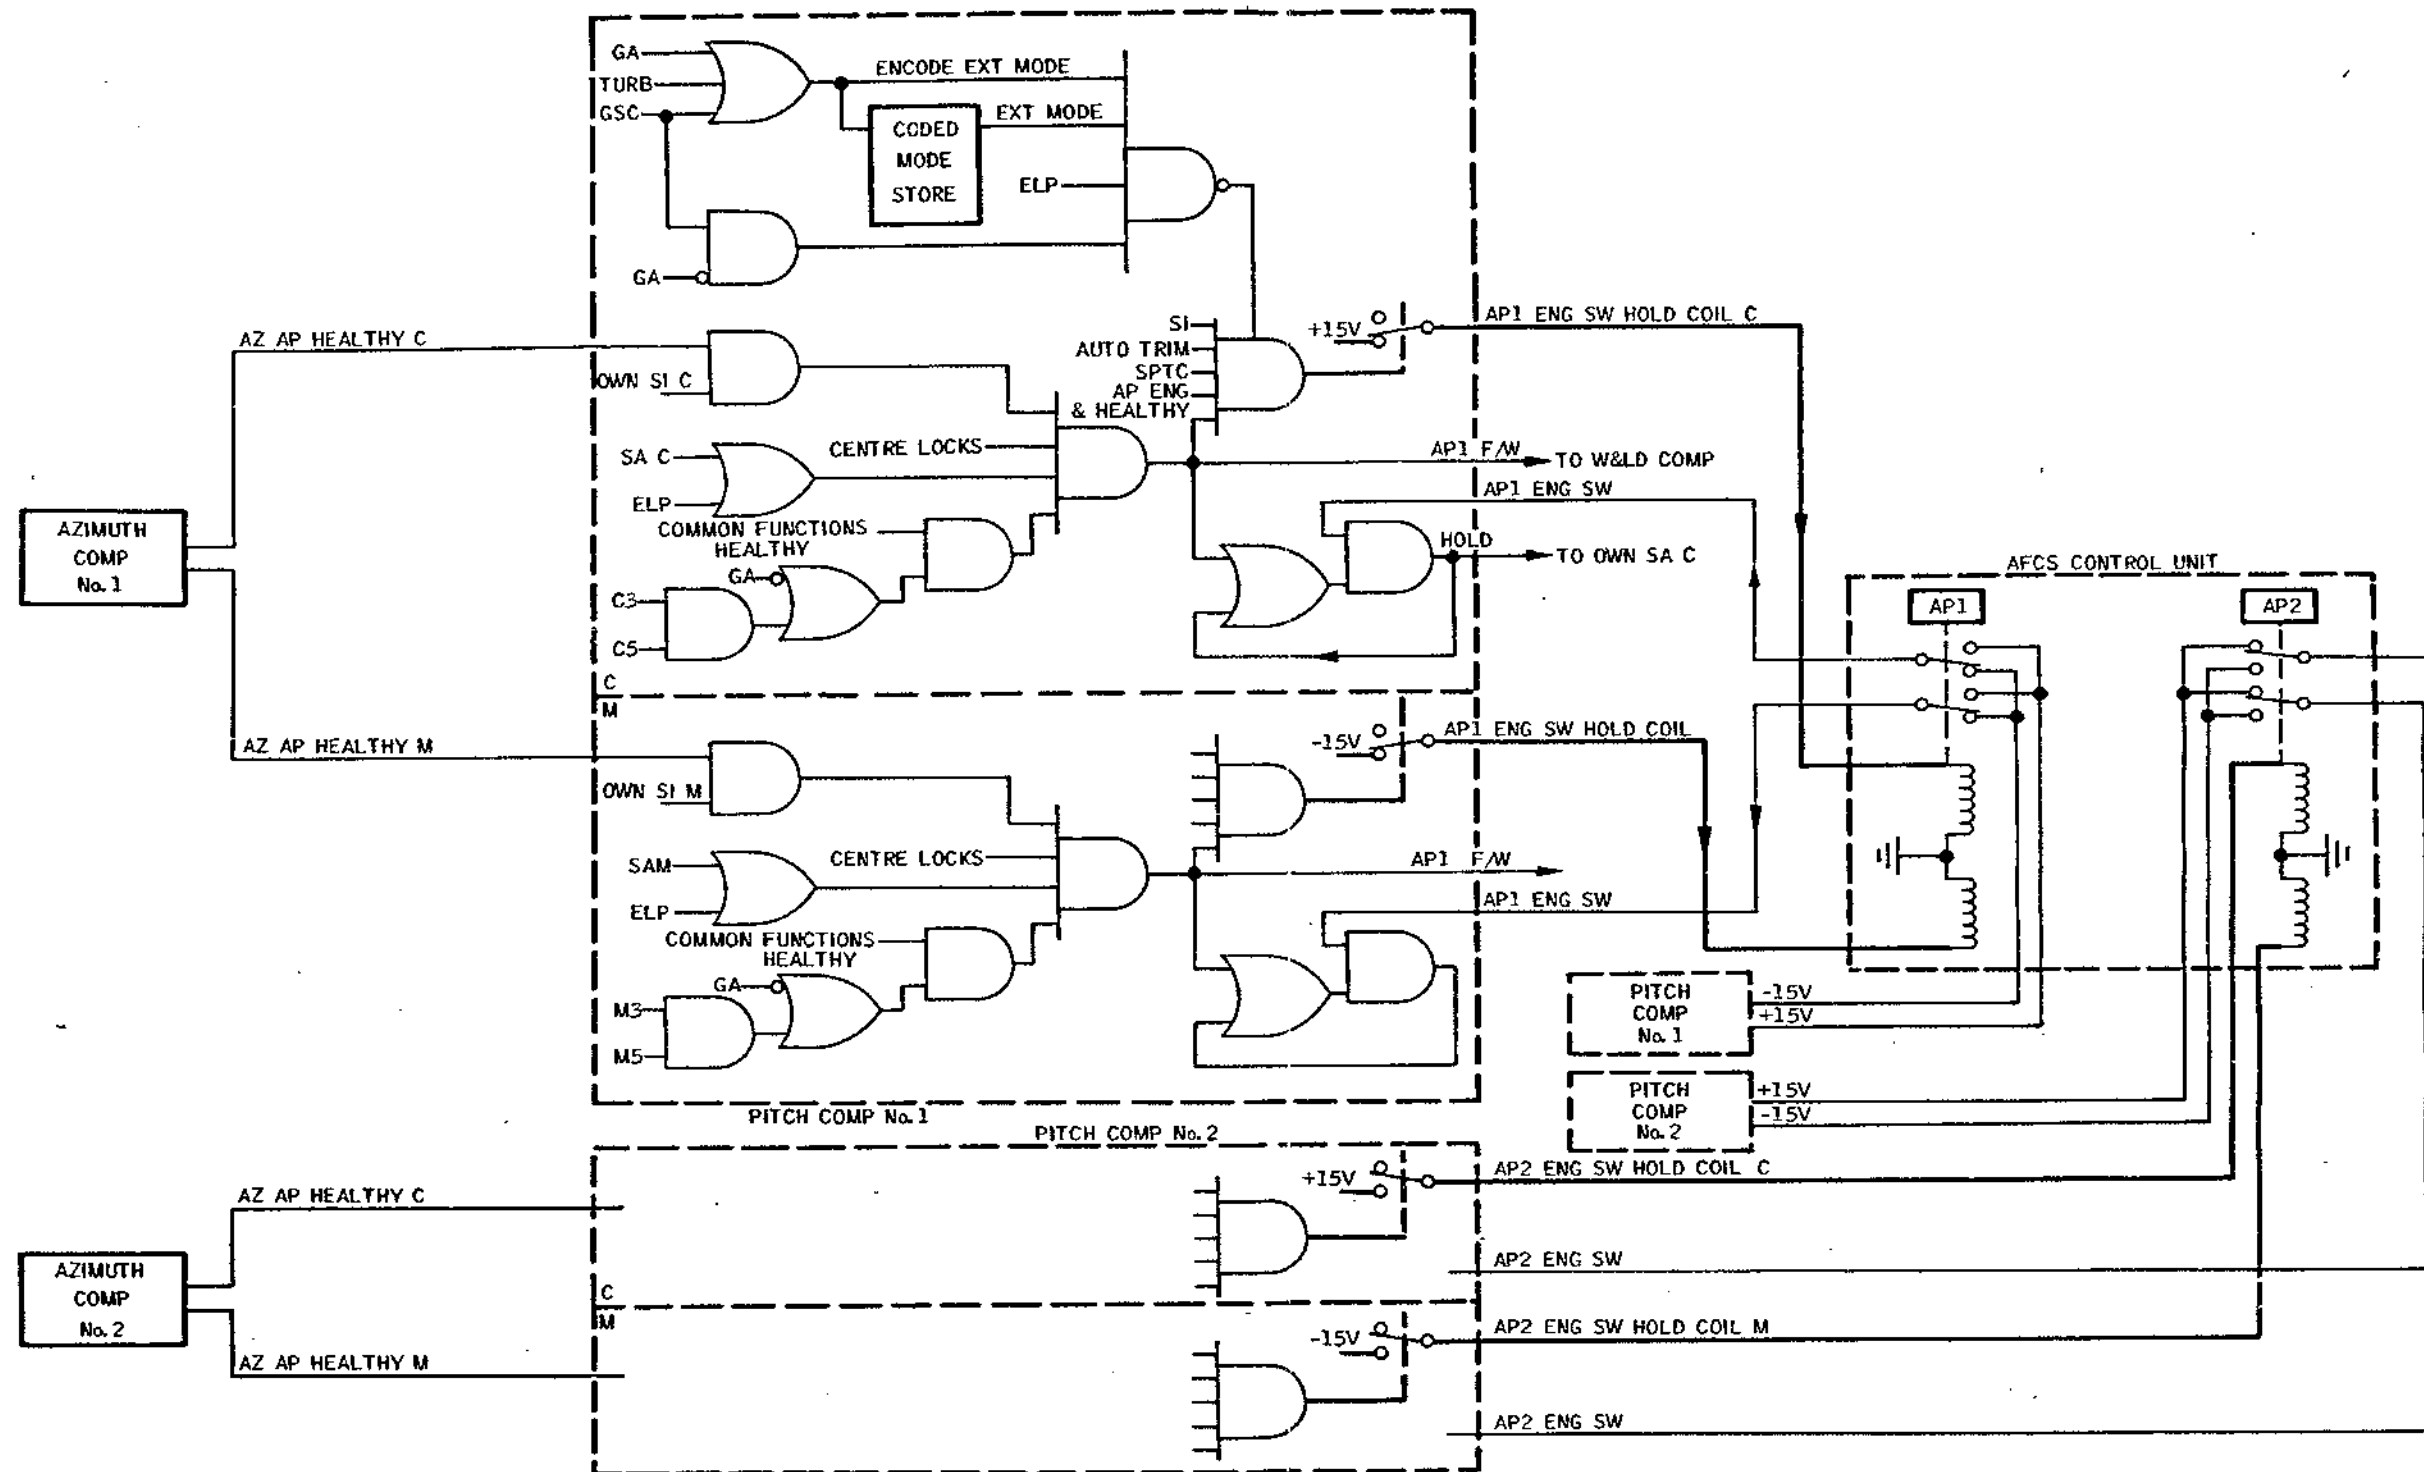 GA
TURB
GSC
ENCODE EXT MODE
EXT MODE
CODED
MODE
STORE
ELP
GA
SI
AUTO TRIM
SPTC
AP ENG
& HEALTHY
+15V
AP1 ENG SW HOLD COIL C
AZ AP HEALTHY C
OWN SI C
SA C
ELP
CENTRE LOCKS
COMMON FUNCTIONS
HEALTHY
GA
C3
C5
AP1 F/W
TO W&LD COMP
AP1 ENG SW
HOLD
TO OWN SA C
AZIMUTH
COMP
No.1
AFCS CONTROL UNIT
AP1
AP2
C
M
AZ AP HEALTHY M
OWN SI M
-15V
AP1 ENG SW HOLD COIL
SAM
ELP
CENTRE LOCKS
COMMON FUNCTIONS
HEALTHY
GA
M3
M5
AP1 F/W
AP1 ENG SW
PITCH
COMP
No.1
-15V
+15V
PITCH
COMP
No.2
+15V
-15V
PITCH COMP No.1
PITCH COMP No.2
+15V
AP2 ENG SW HOLD COIL C
AZ AP HEALTHY C
AP2 ENG SW
AZIMUTH
COMP
No.2
C
M
-15V
AP2 ENG SW HOLD COIL M
AZ AP HEALTHY M
AP2 ENG SW